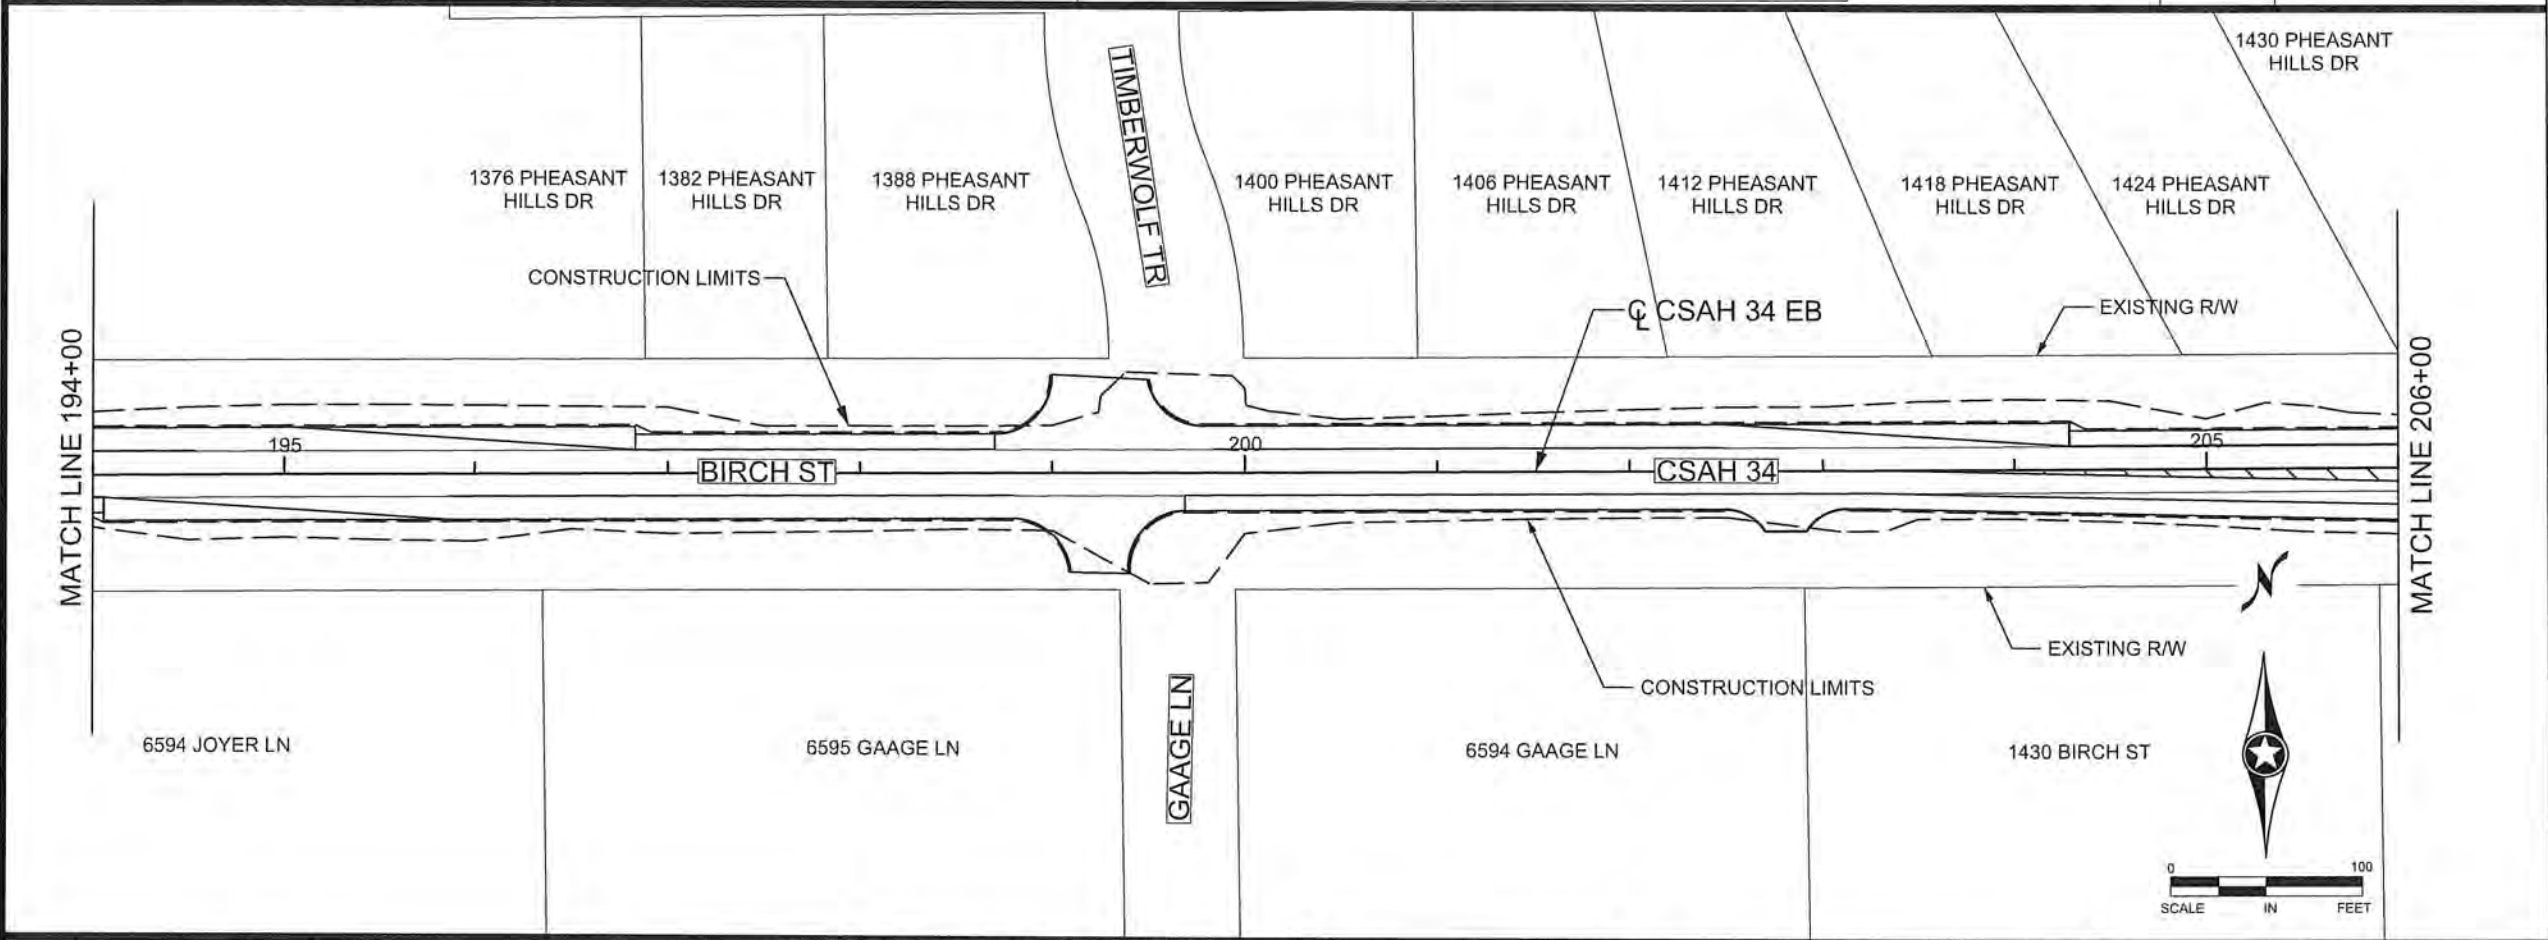 1430 PHEASANT
HILLS DR
TIMBERWOLF TR
1376 PHEASANT
HILLS DR
1382 PHEASANT
HILLS DR
1388 PHEASANT
HILLS DR
1400 PHEASANT
HILLS DR
1406 PHEASANT
HILLS DR
1412 PHEASANT
HILLS DR
1418 PHEASANT
HILLS DR
1424 PHEASANT
HILLS DR
CONSTRUCTION LIMITS
℄ CSAH 34 EB
EXISTING R/W
MATCH LINE 194+00
MATCH LINE 206+00
195
200
205
BIRCH ST
CSAH 34
N
EXISTING R/W
CONSTRUCTION LIMITS
GAAGE LN
6594 JOYER LN
6595 GAAGE LN
6594 GAAGE LN
1430 BIRCH ST
0 100
SCALE IN FEET